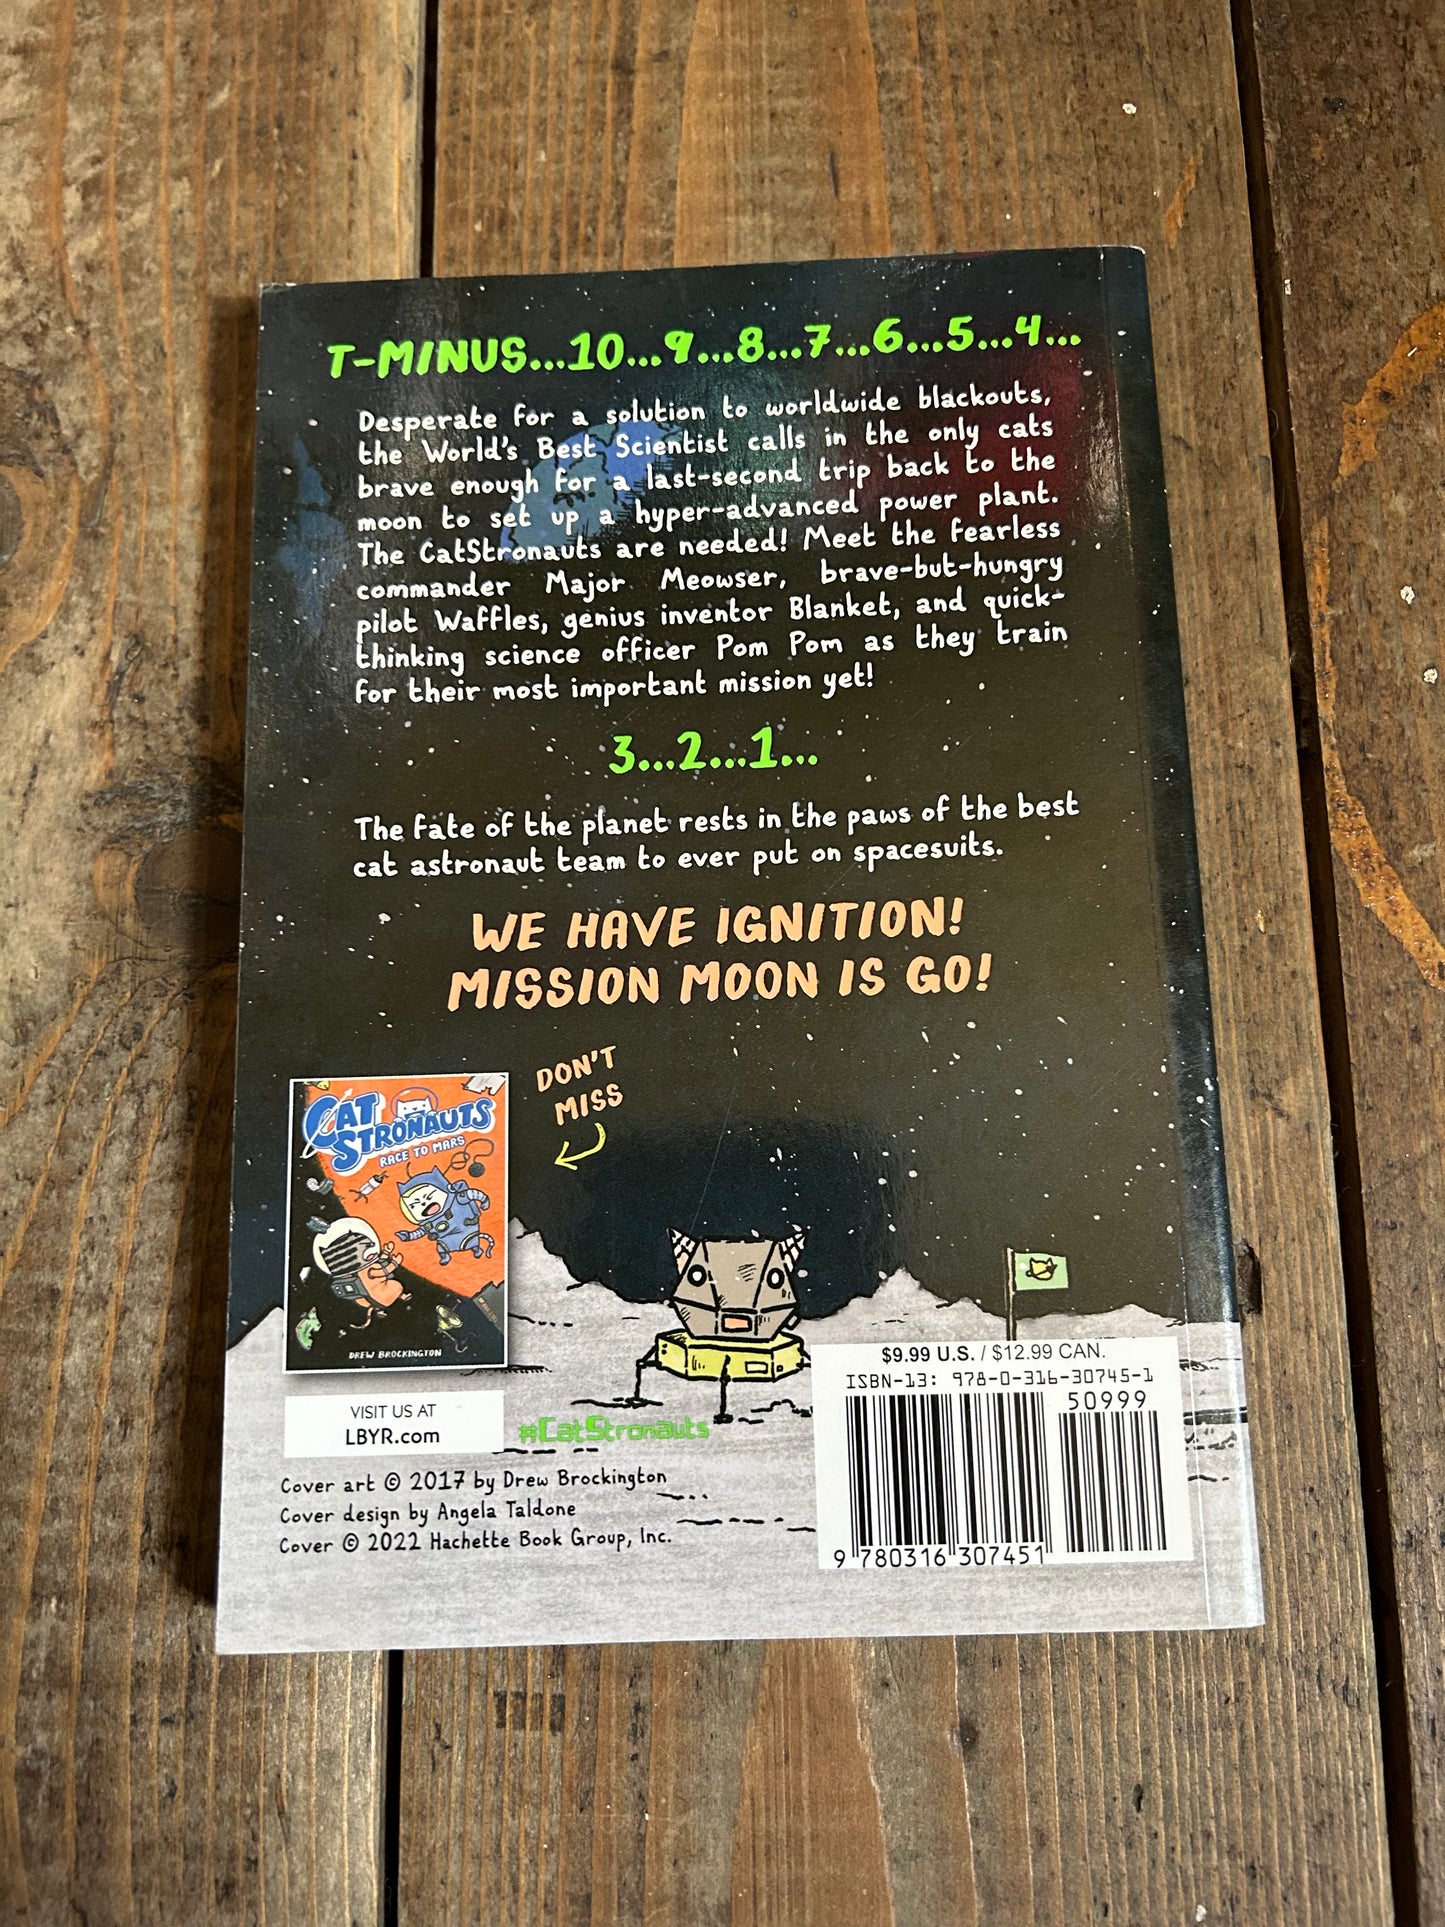 T-MINUS...10...9...8...7...6...5...4...
Desperate for a solution to worldwide blackouts,
the World's Best Scientist calls in the only cats
brave enough for a last-second trip back to the
moon to set up a hyper-advanced power plant.
The CatStronauts are needed! Meet the fearless
commander Major Meowser, brave-but-hungry
pilot Waffles, genius inventor Blanket, and quick-
thinking science officer Pom Pom as they train
for their most important mission yet!
3...2...1...
The fate of the planet rests in the paws of the best
cat astronaut team to ever put on spacesuits.
WE HAVE IGNITION!
MISSION MOON IS GO!
DON'T
MISS
CAT
STRONAUTS
RACE TO MARS
DREW BROCKINGTON
VISIT US AT
LBYR.com
#CatStronauts
Cover art © 2017 by Drew Brockington
Cover design by Angela Taldone
Cover © 2022 Hachette Book Group, Inc.
$9.99 U.S. / $12.99 CAN.
ISBN-13: 978-0-316-30745-1
50999
9 780316 307451